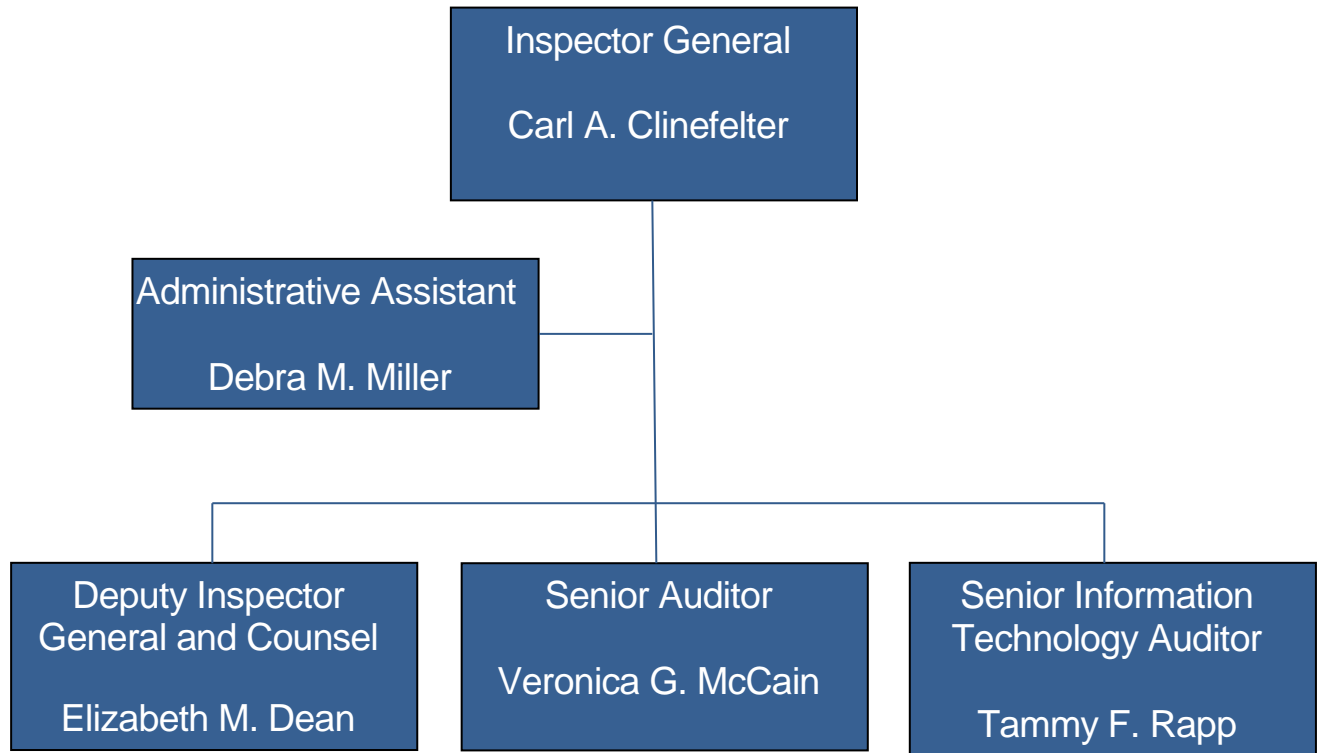 Inspector General
Carl A. Clinefelter
Administrative Assistant
Debra M. Miller
Deputy Inspector
General and Counsel
Elizabeth M. Dean
Senior Auditor
Veronica G. McCain
Senior Information
Technology Auditor
Tammy F. Rapp